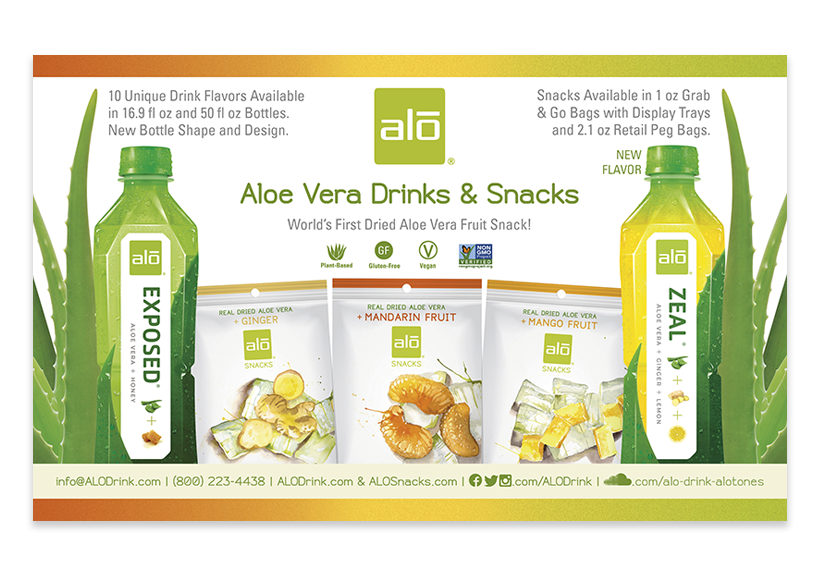 10 Unique Drink Flavors Available
in 16.9 fl oz and 50 fl oz Bottles.
New Bottle Shape and Design.
alō
®
Snacks Available in 1 oz Grab
& Go Bags with Display Trays
and 2.1 oz Retail Peg Bags.
NEW
FLAVOR
Aloe Vera Drinks & Snacks
World's First Dried Aloe Vera Fruit Snack!
Plant-Based
GF
Gluten-Free
V
Vegan
NON
GMO
Project
VERIFIED
nongmoproject.org
alō
EXPOSED®
ALOE VERA + HONEY
+
REAL DRIED ALOE VERA
+ GINGER
alō
SNACKS
REAL DRIED ALOE VERA
+ MANDARIN FRUIT
alō
SNACKS
REAL DRIED ALOE VERA
+ MANGO FRUIT
alō
SNACKS
alō
ZEAL®
ALOE VERA + GINGER + LEMON
+
+
info@ALODrink.com | (800) 223-4438 | ALODrink.com & ALOSnacks.com | .com/ALODrink | .com/alo-drink-alotones